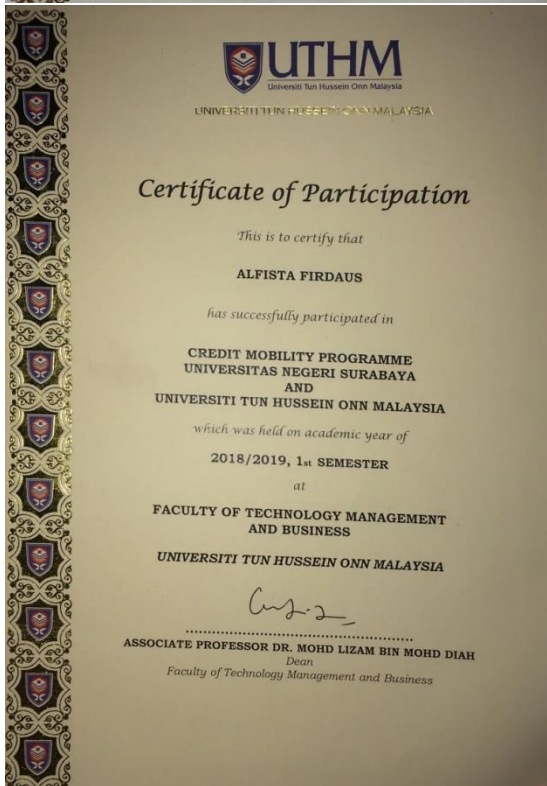 UTHM
Universiti Tun Hussein Onn Malaysia
UNIVERSITI TUN HUSSEIN ONN MALAYSIA
Certificate of Participation
This is to certify that
ALFISTA FIRDAUS
has successfully participated in
CREDIT MOBILITY PROGRAMME
UNIVERSITAS NEGERI SURABAYA
AND
UNIVERSITI TUN HUSSEIN ONN MALAYSIA
which was held on academic year of
2018/2019, 1st SEMESTER
at
FACULTY OF TECHNOLOGY MANAGEMENT
AND BUSINESS
UNIVERSITI TUN HUSSEIN ONN MALAYSIA
ASSOCIATE PROFESSOR DR. MOHD LIZAM BIN MOHD DIAH
Dean
Faculty of Technology Management and Business